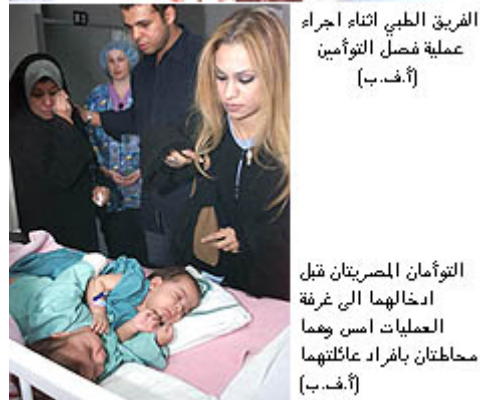 الفريق الطبي اثناء اجراء
عملية فصل التوأمين
(أ.ف.ب)
التوأمان المصريتان قبل
ادخالهما الى غرفة
العمليات امس وهما
محاطتان بافراد عائلتهما
(أ.ف.ب)